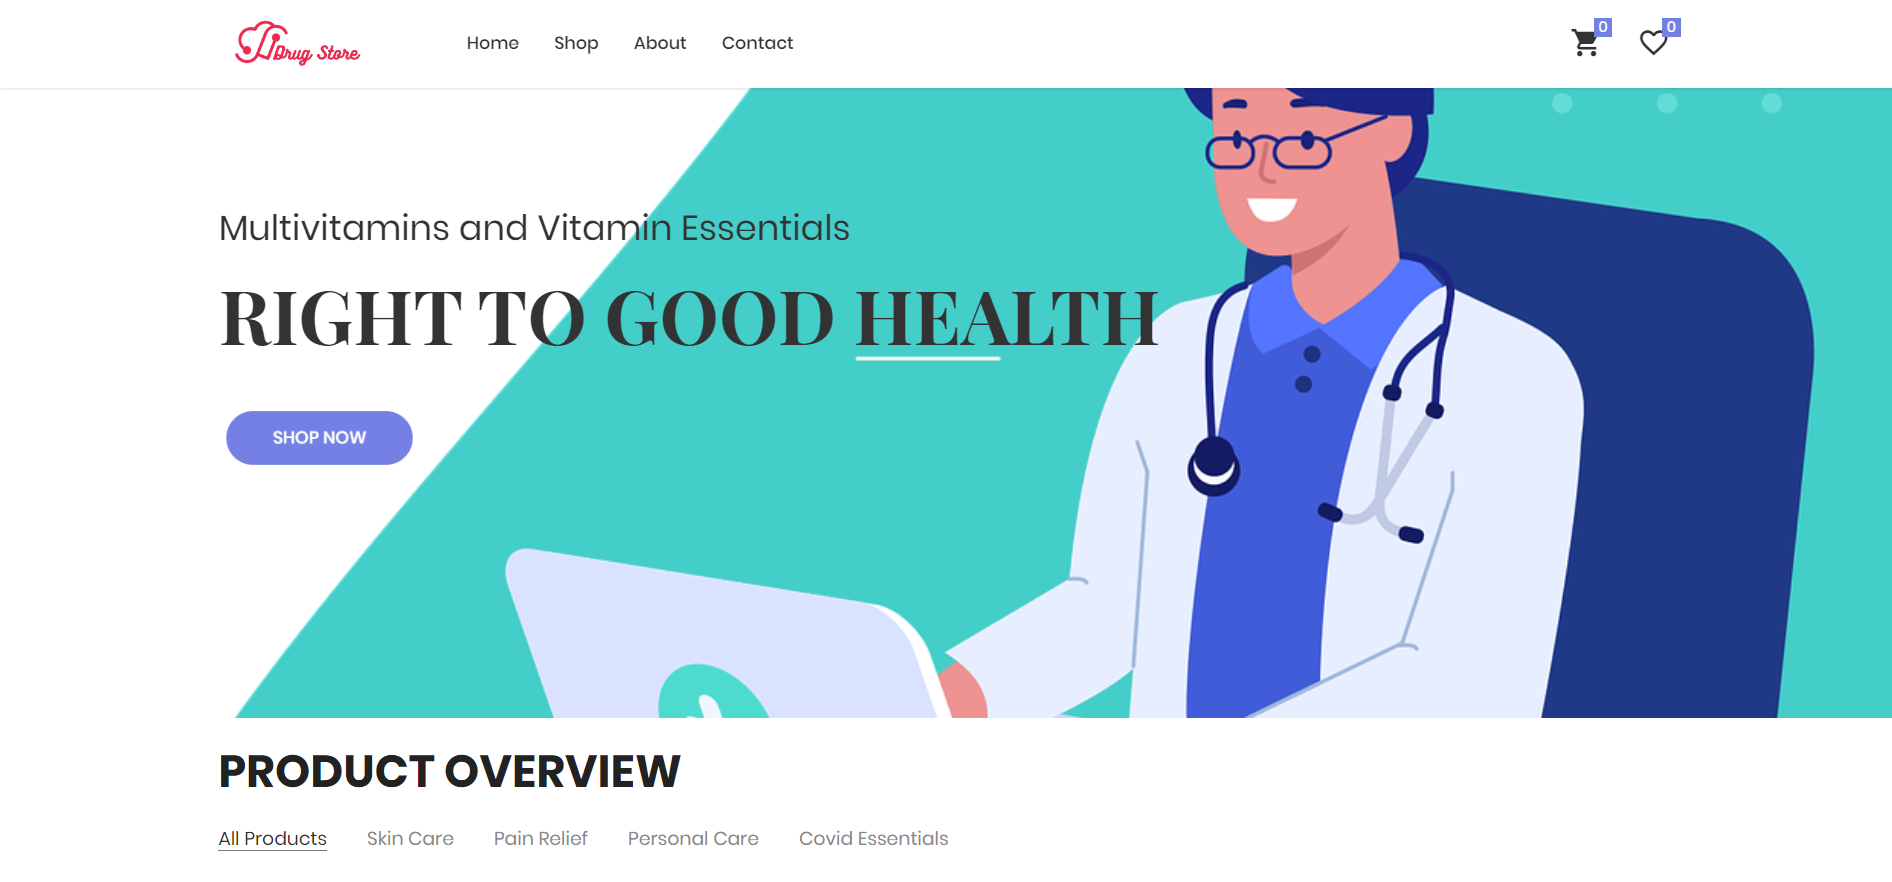 Drug Store
Home Shop About Contact
0 0
Multivitamins and Vitamin Essentials
RIGHT TO GOOD HEALTH
SHOP NOW
PRODUCT OVERVIEW
All Products Skin Care Pain Relief Personal Care Covid Essentials